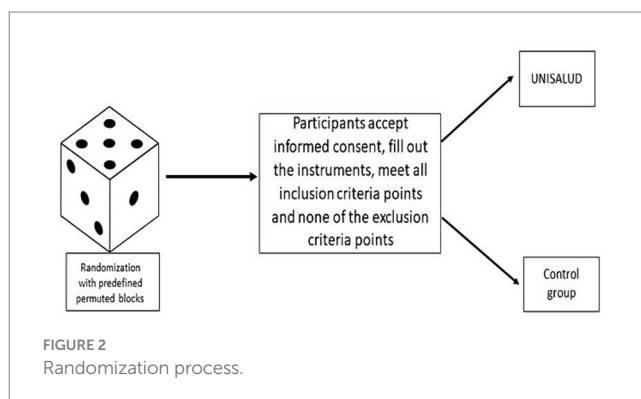 Randomization
with predefined
permuted blocks
Participants accept
informed consent, fill out
the instruments, meet all
inclusion criteria points
and none of the exclusion
criteria points
UNISALUD
Control
group
FIGURE 2
Randomization process.